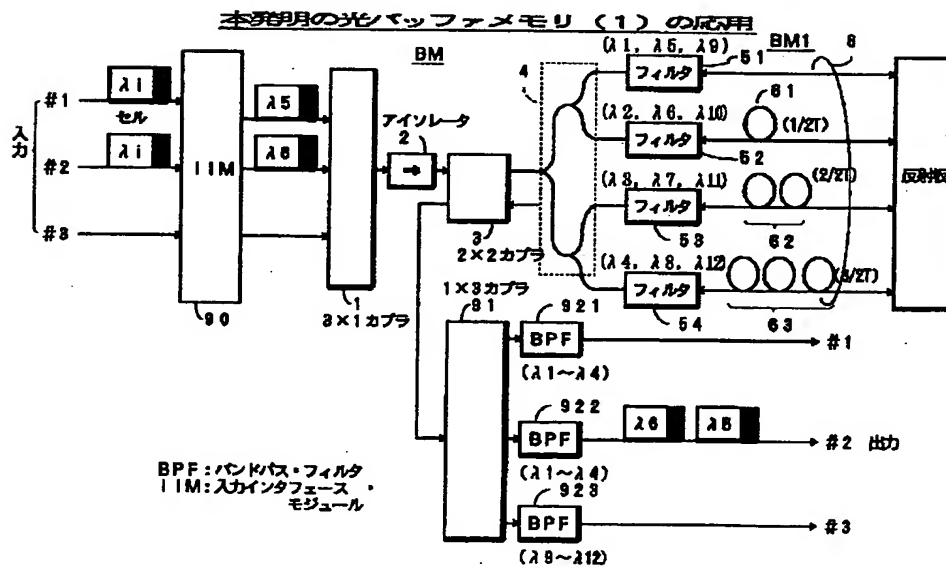 本発明の光バッファメモリ(1)の応用
BM
BM1
6
(λ1, λ5, λ9)
51
フィルタ
4
#1
λi
セル
λ5
入力
#2
λi
λ6
#3
IIM
90
アイソレータ
2
1
3×1カプラ
3
2×2カプラ
(λ2, λ6, λ10)
フィルタ
52
61
(1/2T)
(λ3, λ7, λ11)
フィルタ
53
(2/2T)
62
(λ4, λ8, λ12)
フィルタ
54
(3/2T)
63
反射板
1×3カプラ
91
921
BPF
#1
(λ1~λ4)
922
BPF
λ6
λ5
#2 出力
(λ1~λ4)
923
BPF
#3
(λ9~λ12)
BPF:バンドパス・フィルタ
IIM:入力インタフェース・
モジュール